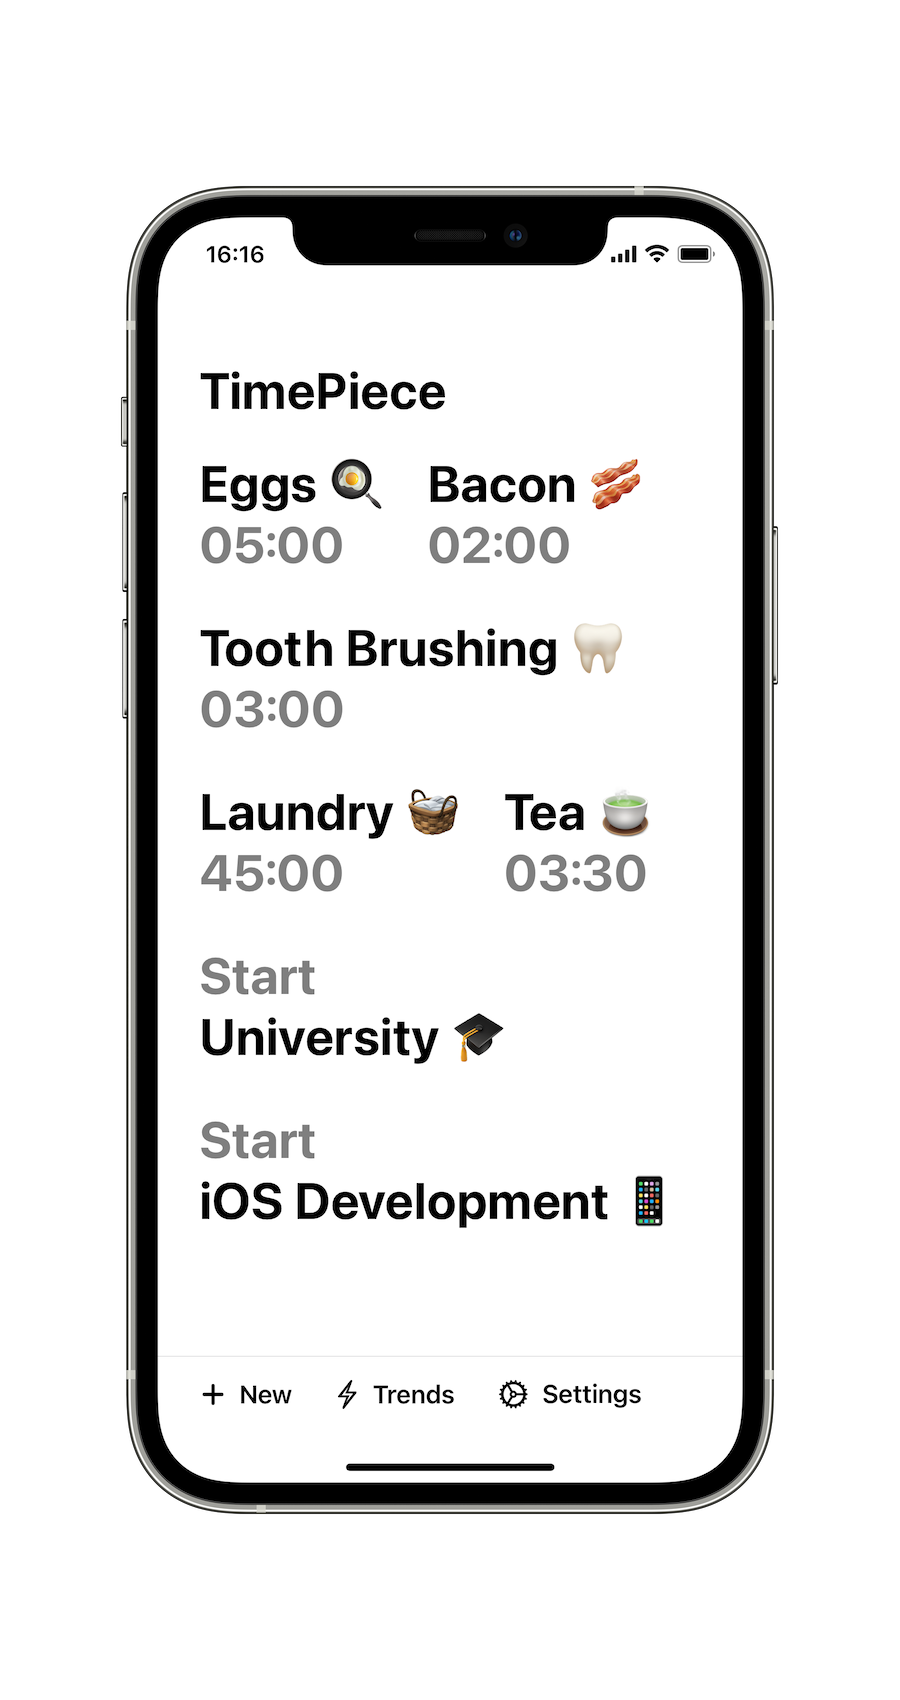 16:16
TimePiece
Eggs 🍳 Bacon 🥓
05:00 02:00
Tooth Brushing 🦷
03:00
Laundry 🧺 Tea 🍵
45:00 03:30
Start
University 🎓
Start
iOS Development 📱
New Trends Settings